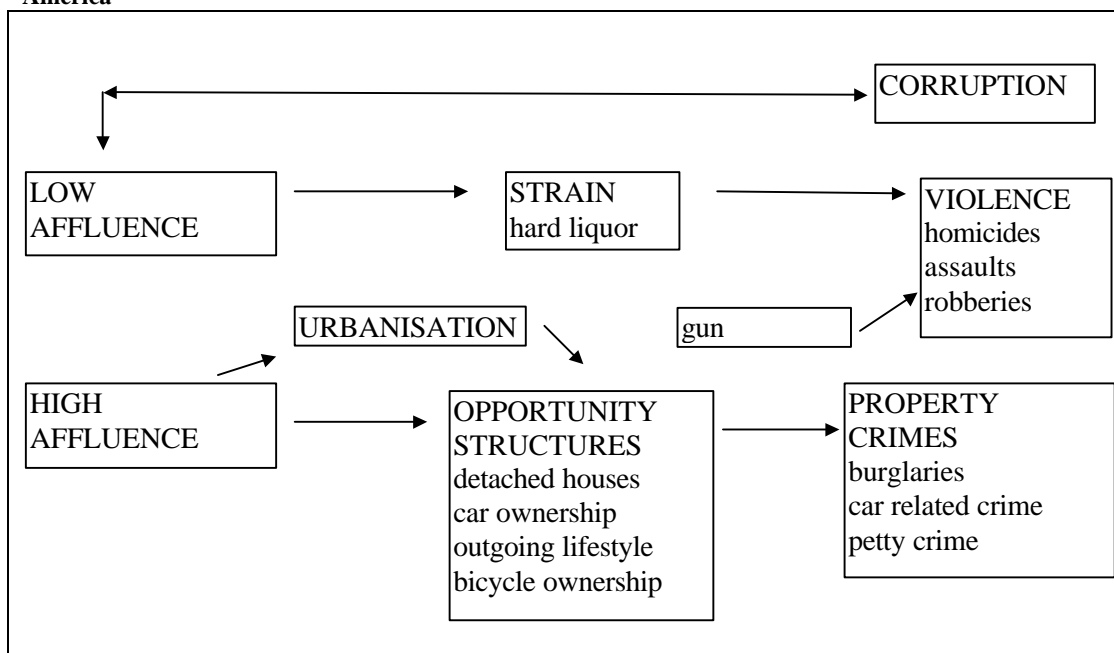 America
CORRUPTION
LOW
AFFLUENCE
STRAIN
hard liquor
VIOLENCE
homicides
assaults
robberies
URBANISATION
gun
HIGH
AFFLUENCE
OPPORTUNITY
STRUCTURES
detached houses
car ownership
outgoing lifestyle
bicycle ownership
PROPERTY
CRIMES
burglaries
car related crime
petty crime